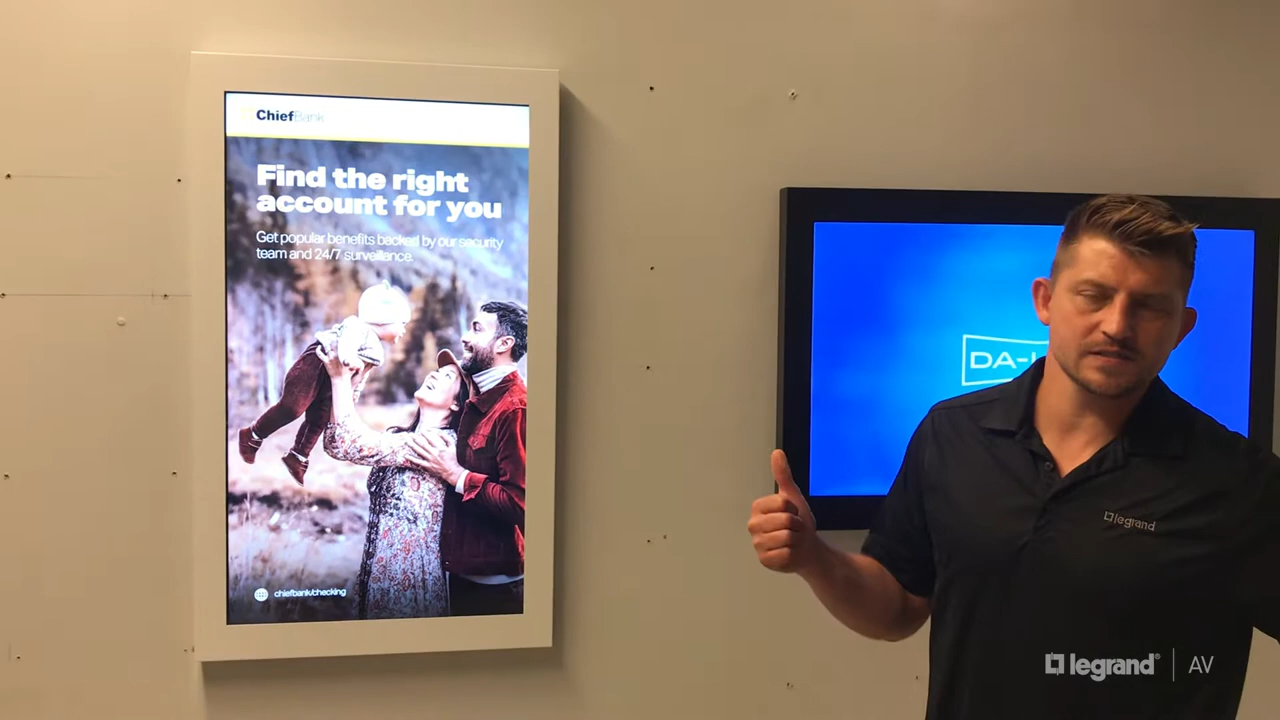 ChiefBank
Find the right
account for you
Get popular benefits backed by our security
team and 24/7 surveillance.
chiefbank/checking
DA-L
legrand
legrand® | AV